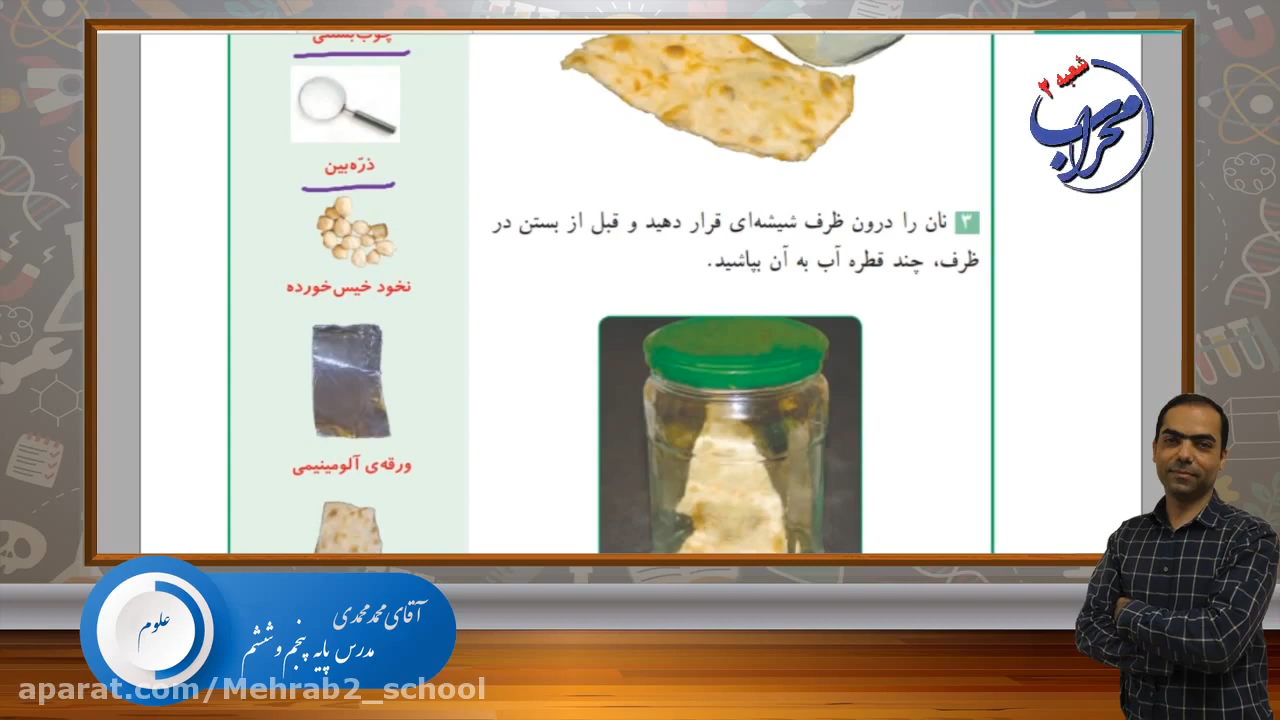 چوب‌بستنی
ذرّه‌بین
نخود خیس‌خورده
ورقه‌ی آلومینیمی
۳ نان را درون ظرف شیشه‌ای قرار دهید و قبل از بستن در
ظرف، چند قطره آب به آن بپاشید.
شعبه ۲
محراب
علوم
آقای محمد محمدی
مدرس پایه پنجم و ششم
aparat.com/Mehrab2_school